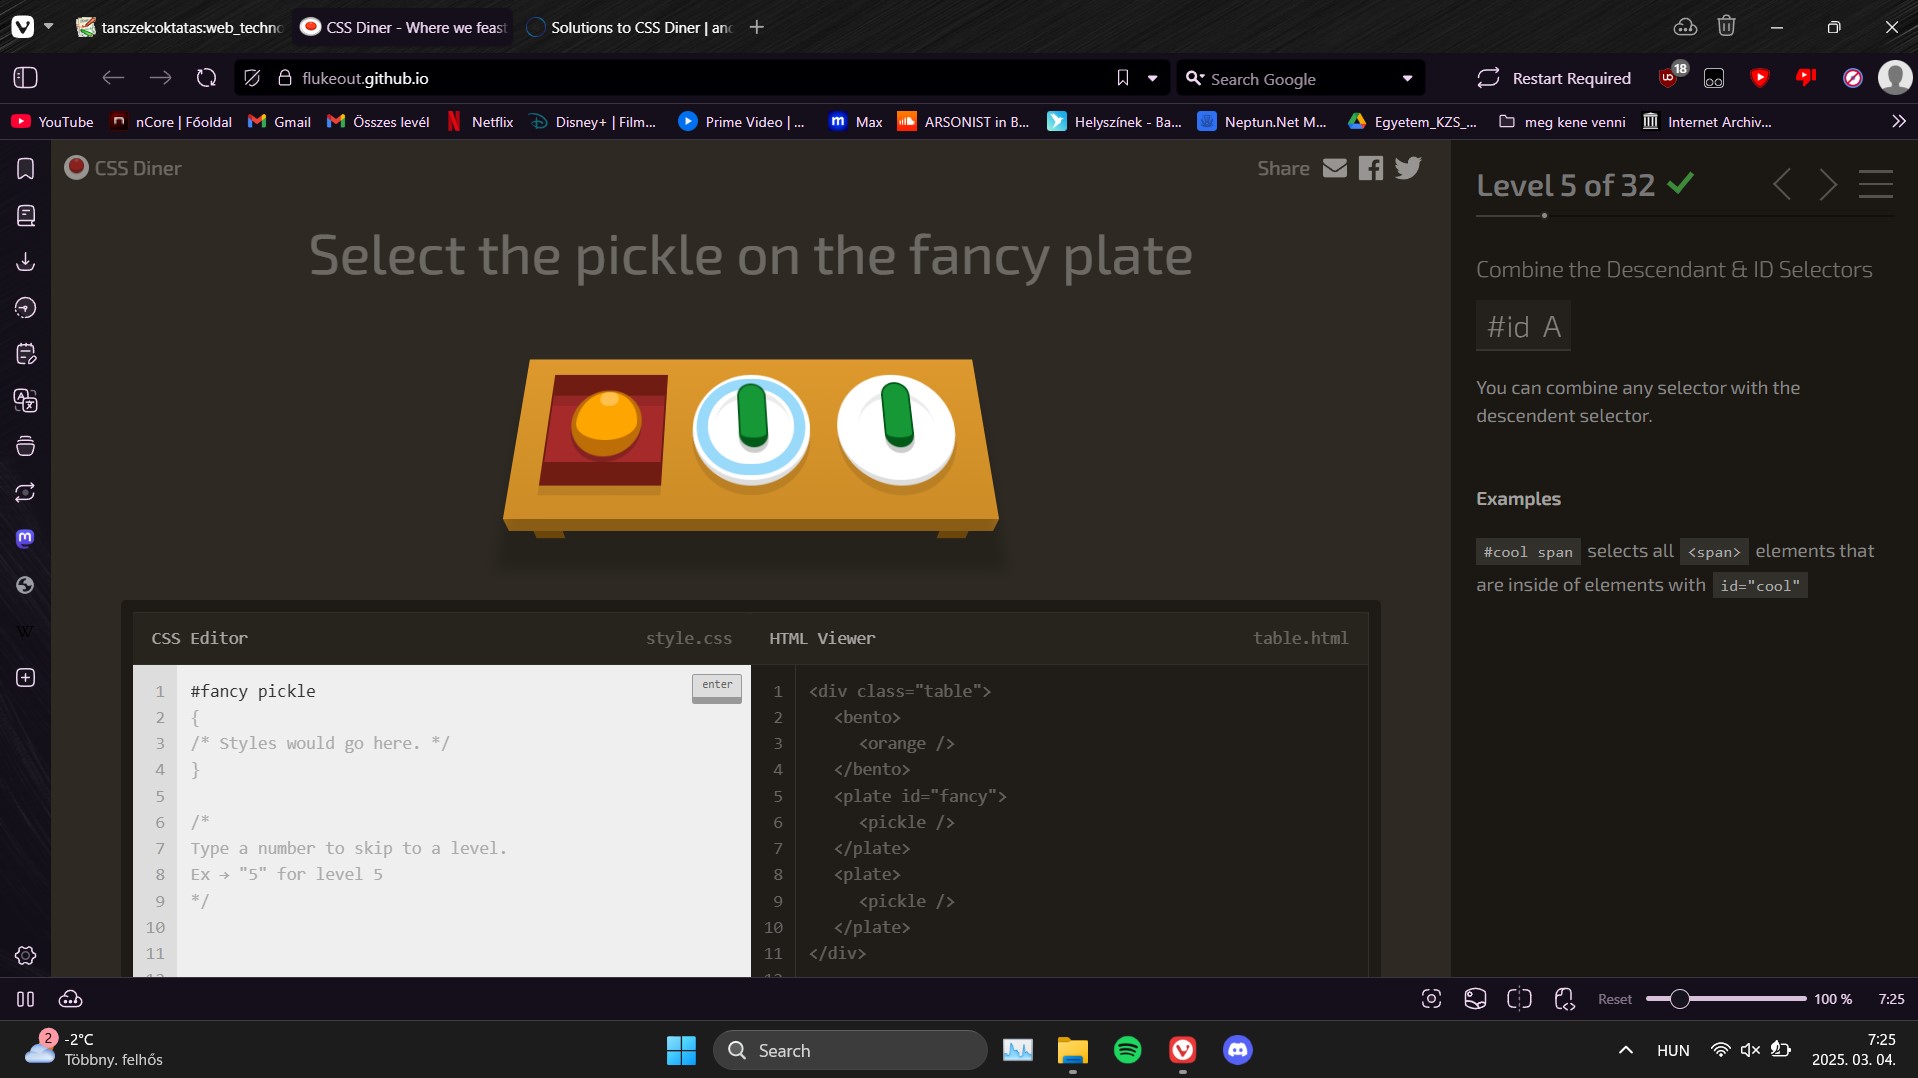 tanszek:oktatas:web_techno
CSS Diner - Where we feast
Solutions to CSS Diner | and
flukeout.github.io
Search Google
Restart Required
18
YouTube
nCore | Főoldal
Gmail
Összes levél
Netflix
Disney+ | Film...
Prime Video | ...
Max
ARSONIST in B...
Helyszínek - Ba...
Neptun.Net M...
Egyetem_KZS_...
meg kene venni
Internet Archiv...
CSS Diner
Share
Select the pickle on the fancy plate
CSS Editor
style.css
HTML Viewer
table.html
1 #fancy pickle
enter
2 {
3 /* Styles would go here. */
4 }
5
6 /*
7 Type a number to skip to a level.
8 Ex → "5" for level 5
9 */
10
11
1 <div class="table">
2 <bento>
3 <orange />
4 </bento>
5 <plate id="fancy">
6 <pickle />
7 </plate>
8 <plate>
9 <pickle />
10 </plate>
11 </div>
Level 5 of 32
Combine the Descendant & ID Selectors
#id A
You can combine any selector with the
descendent selector.
Examples
#cool span selects all <span> elements that
are inside of elements with id="cool"
Reset
100 %
7:25
2
-2°C
Többny. felhős
Search
HUN
7:25
2025. 03. 04.